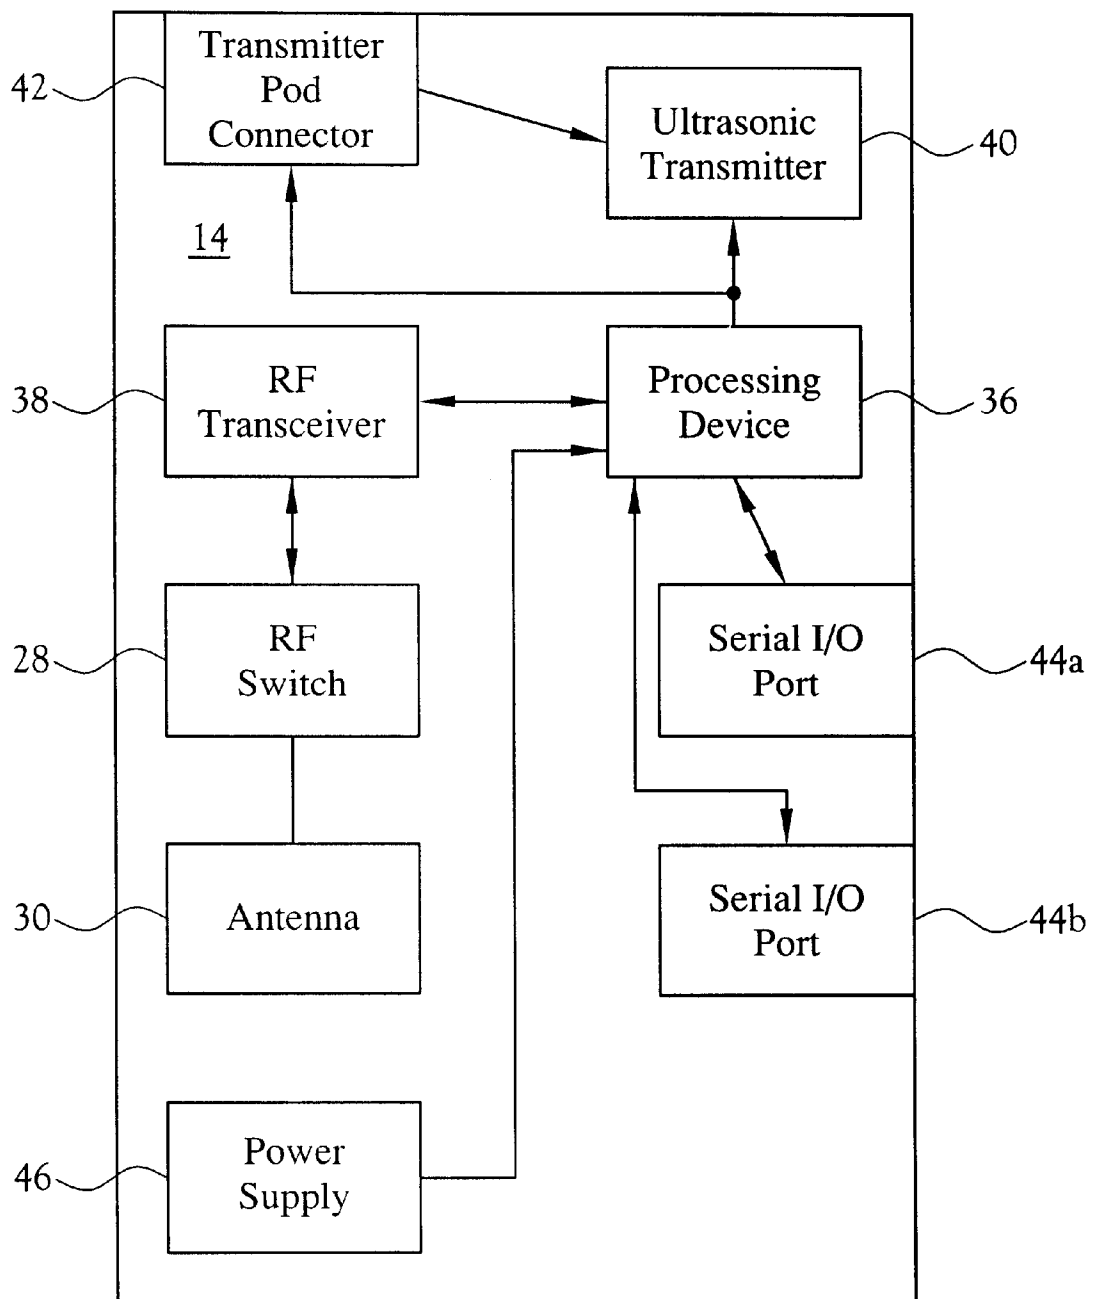 Transmitter
Pod
Connector
42
Ultrasonic
Transmitter
40
14
RF
Transceiver
38
Processing
Device
36
RF
Switch
28
Serial I/O
Port
44a
Antenna
30
Serial I/O
Port
44b
Power
Supply
46